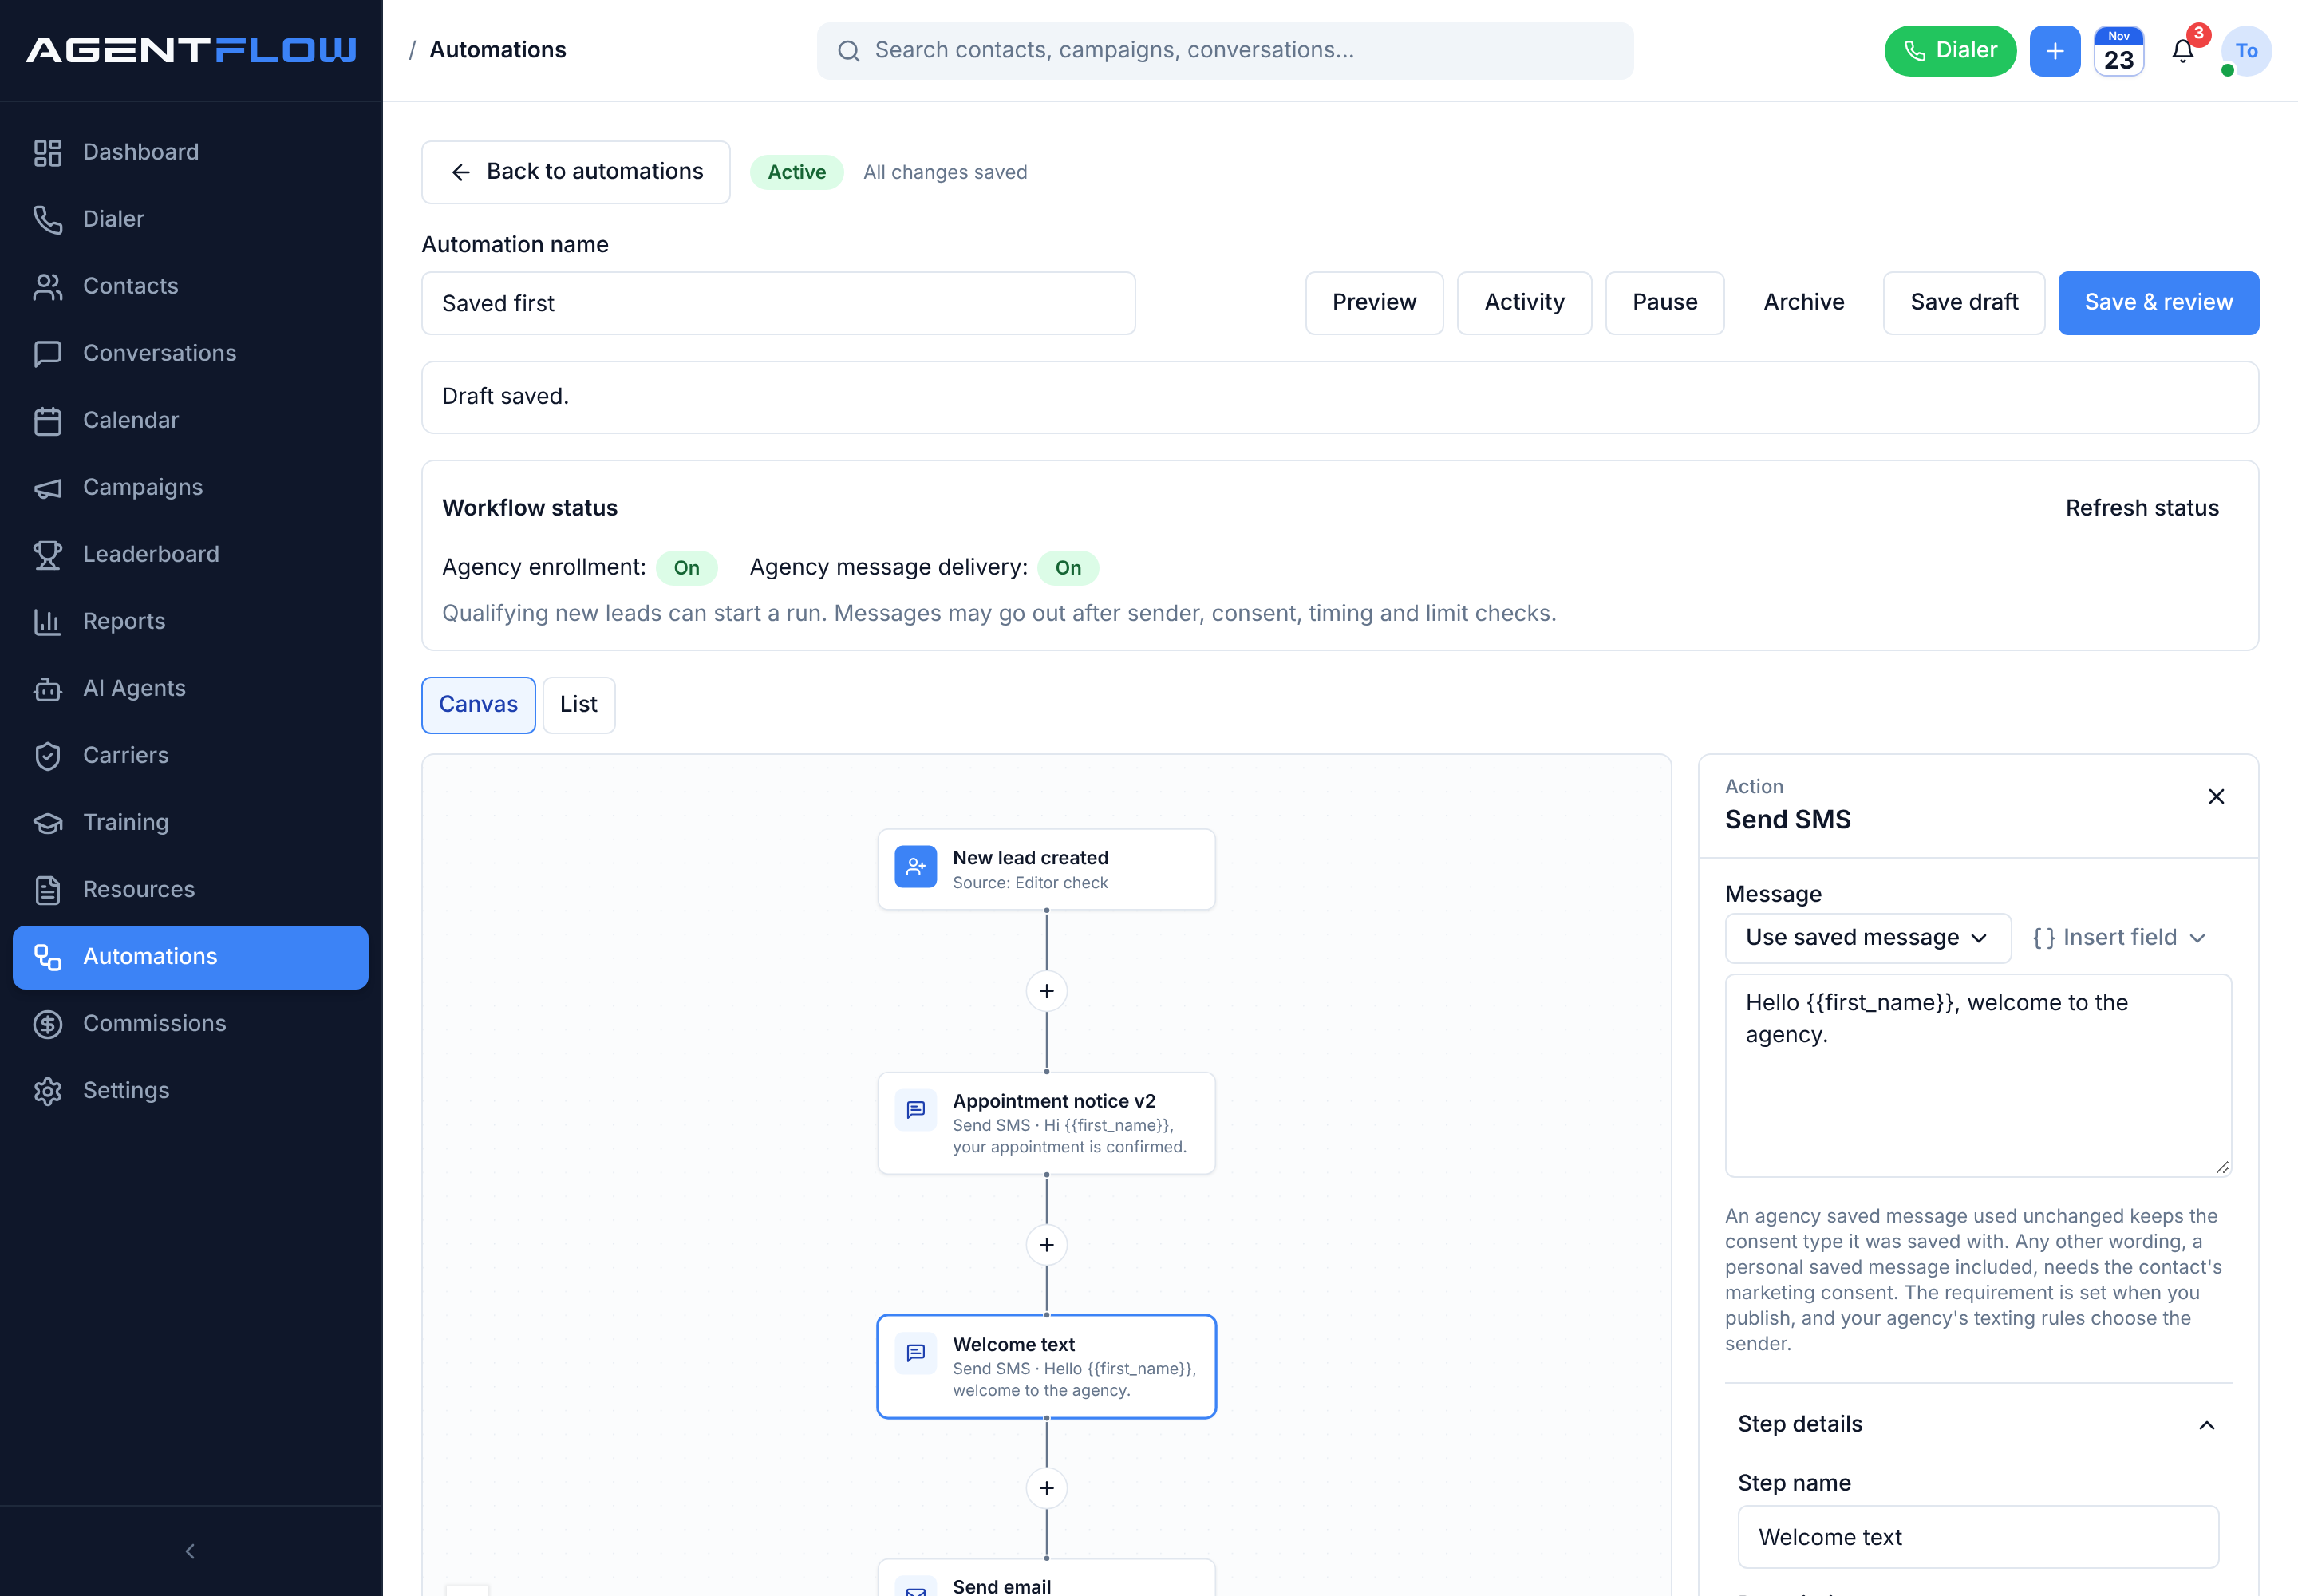 AGENTFLOW
/ Automations
Search contacts, campaigns, conversations...
Dialer
Nov
23
3
To
Dashboard
Dialer
Contacts
Conversations
Calendar
Campaigns
Leaderboard
Reports
AI Agents
Carriers
Training
Resources
Automations
Commissions
Settings
Back to automations
Active
All changes saved
Automation name
Saved first
Preview
Activity
Pause
Archive
Save draft
Save & review
Draft saved.
Workflow status
Refresh status
Agency enrollment: On
Agency message delivery: On
Qualifying new leads can start a run. Messages may go out after sender, consent, timing and limit checks.
Canvas
List
New lead created
Source: Editor check
Appointment notice v2
Send SMS · Hi {{first_name}},
your appointment is confirmed.
Welcome text
Send SMS · Hello {{first_name}},
welcome to the agency.
Send email
Action
Send SMS
Message
Use saved message
{ } Insert field
Hello {{first_name}}, welcome to the
agency.
An agency saved message used unchanged keeps the
consent type it was saved with. Any other wording, a
personal saved message included, needs the contact's
marketing consent. The requirement is set when you
publish, and your agency's texting rules choose the
sender.
Step details
Step name
Welcome text